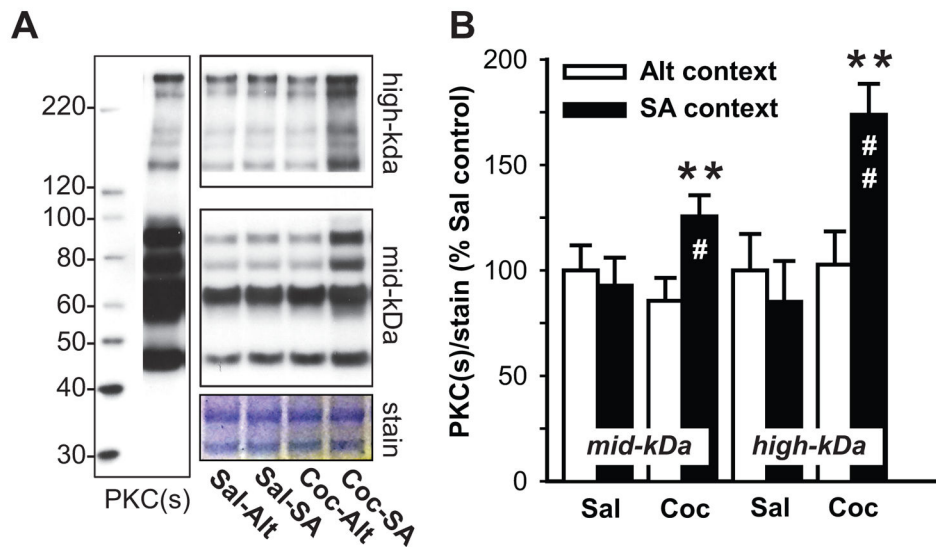 A
220
120
100
80
60
50
40
30
PKC(s)
high-kda
mid-kDa
stain
Sal-Alt
Sal-SA
Coc-Alt
Coc-SA
B
PKC(s)/stain (% Sal control)
200
150
100
50
0
Alt context
SA context
**
#
**
#
#
mid-kDa
high-kDa
Sal
Coc
Sal
Coc